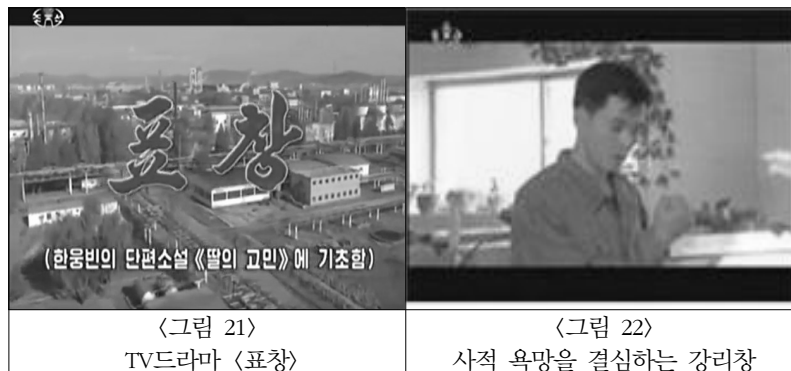 표창
(한웅빈의 단편소설 《딸의 고민》에 기초함)
〈그림 21〉
TV드라마 〈표창〉
〈그림 22〉
사적 욕망을 결심하는 강리창